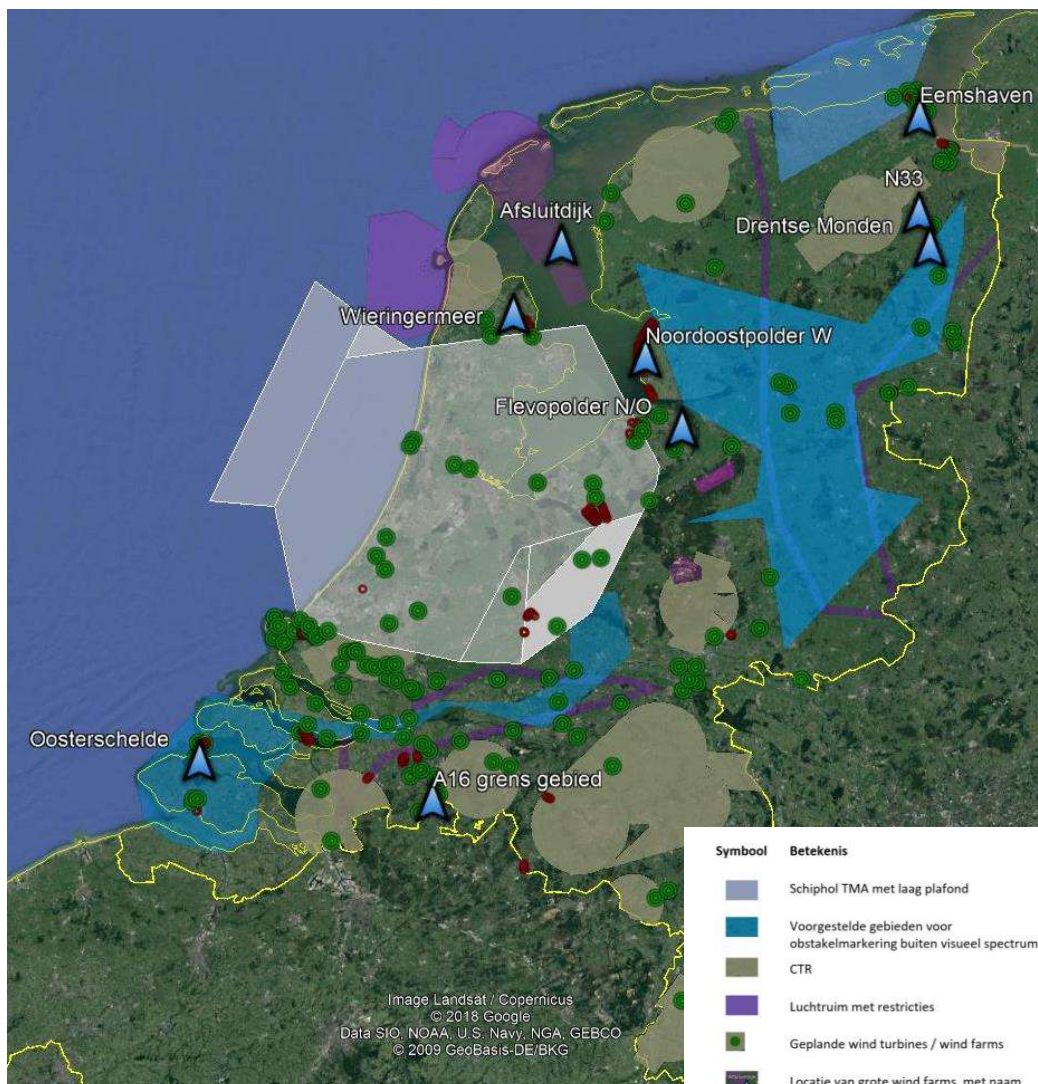 Eemshaven
N33
Afsluitdijk
Drentse Monden
Wieringermeer
Noordoostpolder W
Flevopolder N/O
Oosterschelde
A16 grens gebied
Image Landsat / Copernicus
© 2018 Google
Data SIO, NOAA, U.S. Navy, NGA, GEBCO
© 2009 GeoBasis-DE/BKG
Symbool Betekenis
Schiphol TMA met laag plafond
Voorgestelde gebieden voor
obstakelmarkering buiten visueel spectrum
CTR
Luchtruim met restricties
Geplande wind turbines / wind farms
Locatie van grote wind farms, met naam